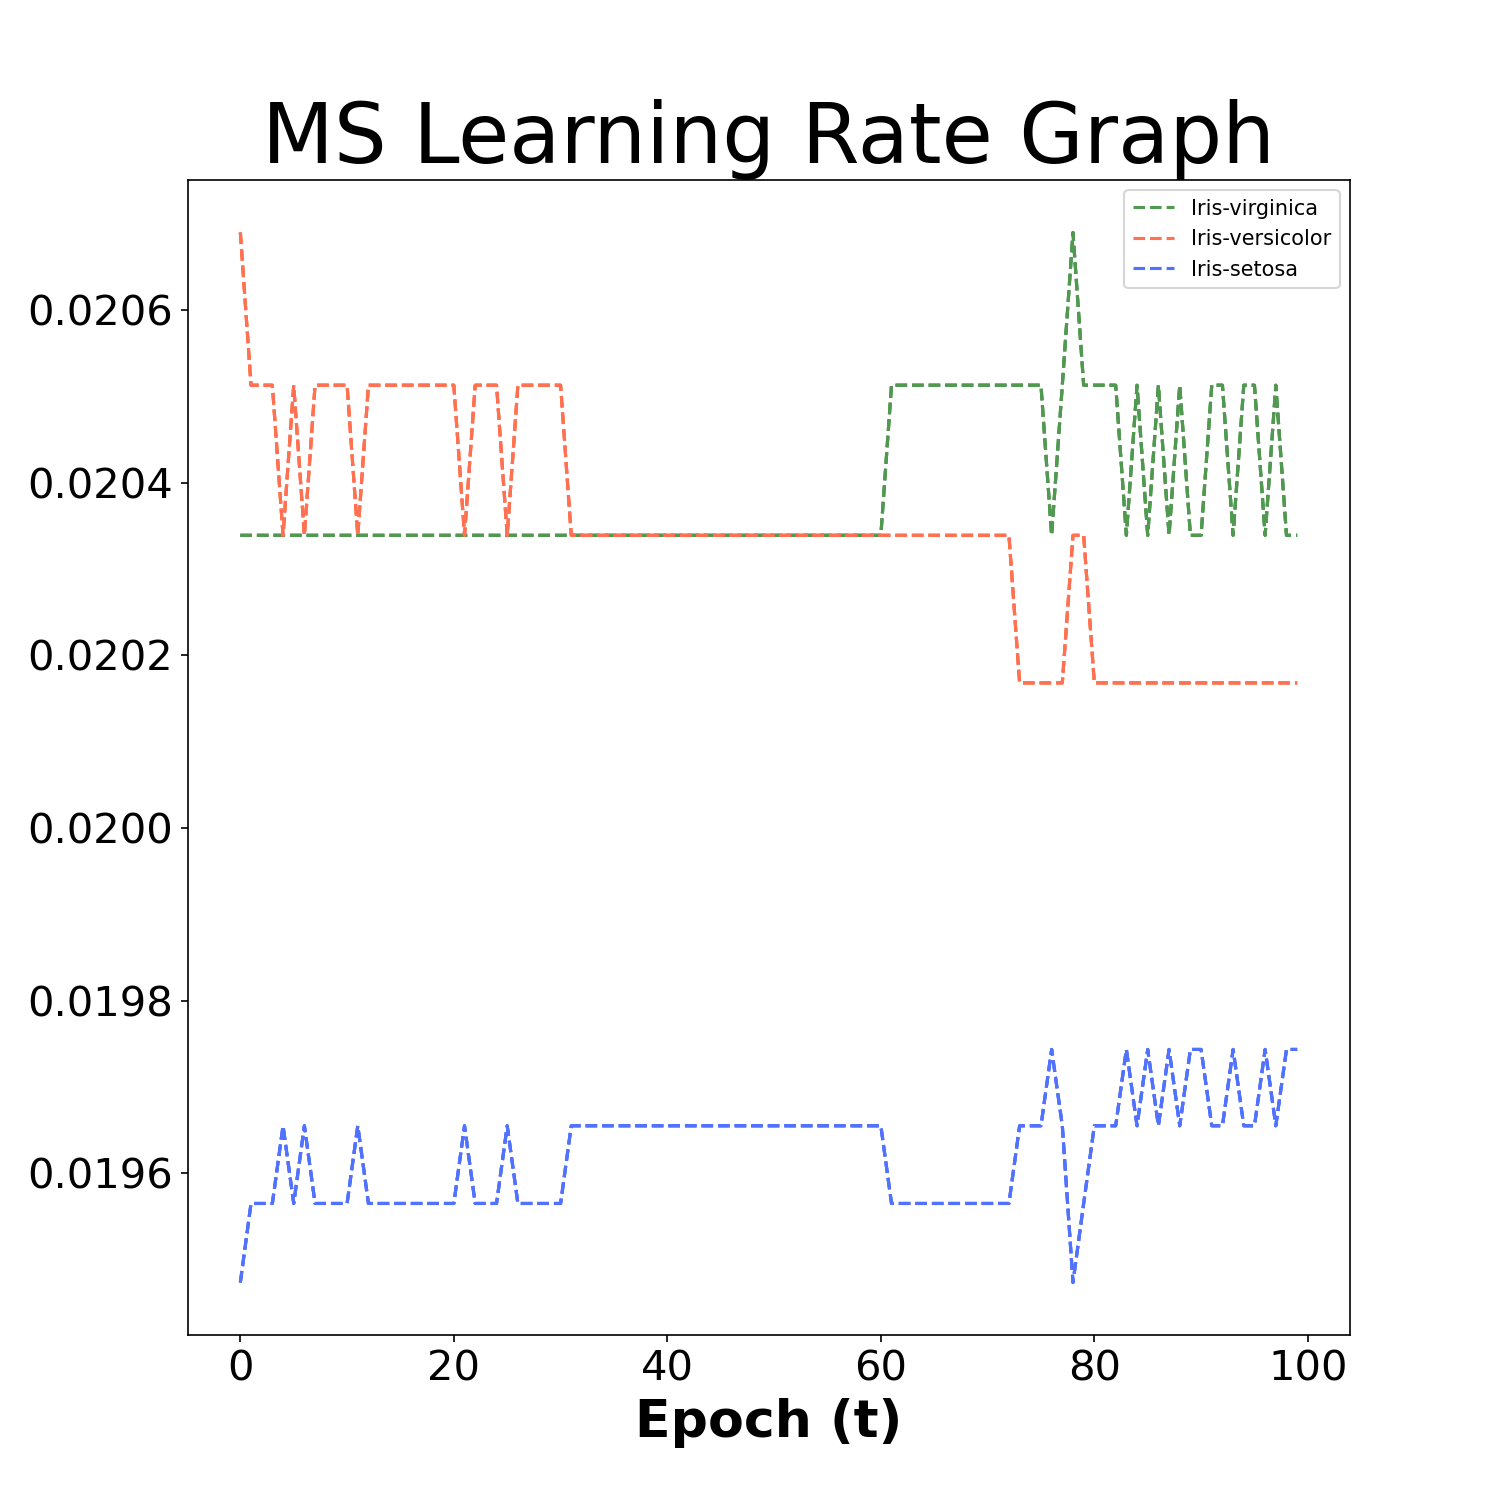 MS Learning Rate Graph
Iris-virginica
Iris-versicolor
Iris-setosa
0.0206
0.0204
0.0202
0.0200
0.0198
0.0196
0 20 40 60 80 100
Epoch (t)